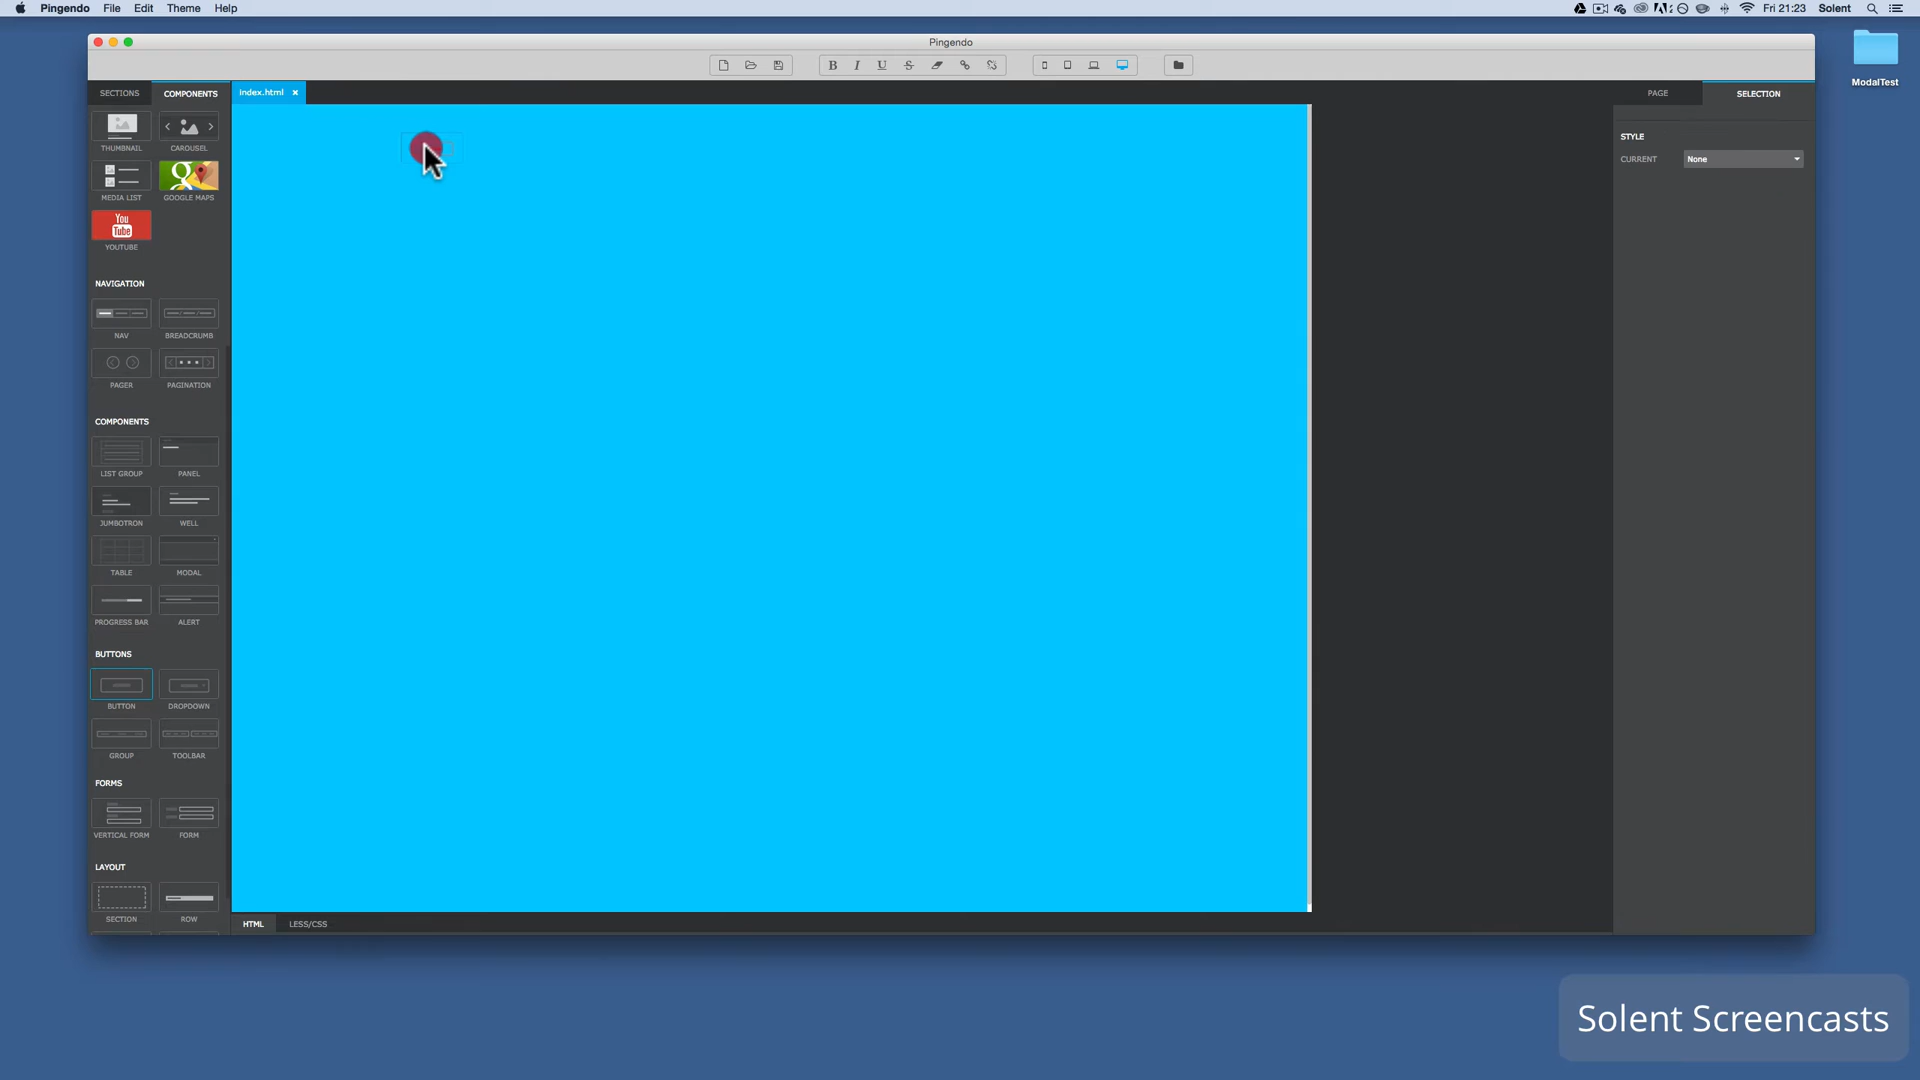 Pingendo File Edit Theme Help
Fri 21:23 Solent
Pingendo
ModalTest
B I U S
SECTIONS COMPONENTS
index.html ×
PAGE SELECTION
THUMBNAIL CAROUSEL
STYLE
CURRENT None
MEDIA LIST GOOGLE MAPS
You
Tube
YOUTUBE
NAVIGATION
NAV BREADCRUMB
PAGER PAGINATION
COMPONENTS
LIST GROUP PANEL
JUMBOTRON WELL
TABLE MODAL
PROGRESS BAR ALERT
BUTTONS
BUTTON DROPDOWN
GROUP TOOLBAR
FORMS
VERTICAL FORM FORM
LAYOUT
SECTION ROW
HTML LESS/CSS
Solent Screencasts